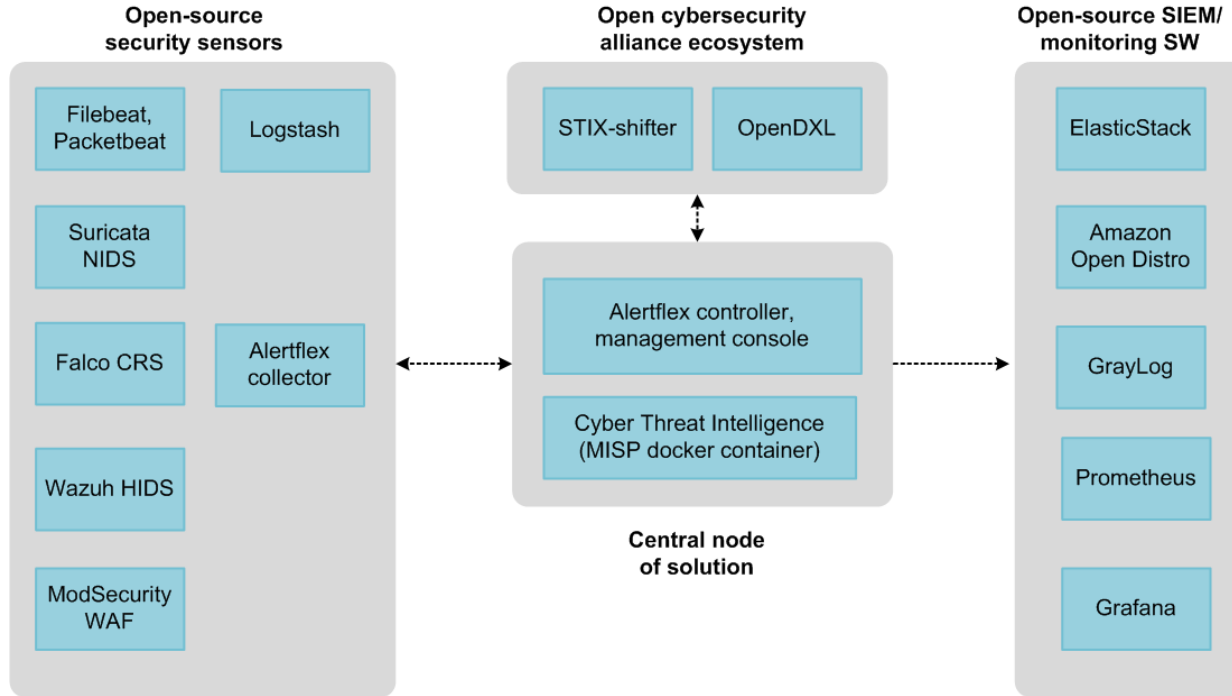 Open-source
security sensors
Filebeat,
Packetbeat
Logstash
Suricata
NIDS
Falco CRS
Alertflex
collector
Wazuh HIDS
ModSecurity
WAF
Open cybersecurity
alliance ecosystem
STIX-shifter
OpenDXL
Alertflex controller,
management console
Cyber Threat Intelligence
(MISP docker container)
Central node
of solution
Open-source SIEM/
monitoring SW
ElasticStack
Amazon
Open Distro
GrayLog
Prometheus
Grafana